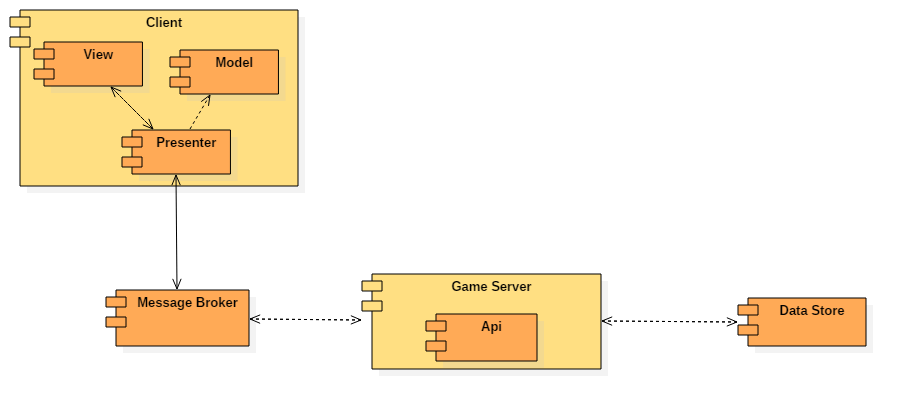 Client
View
Model
Presenter
Message Broker
Game Server
Api
Data Store